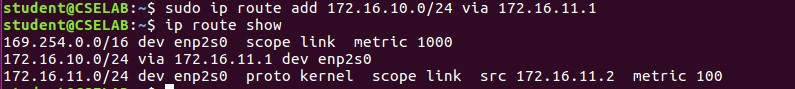 student@CSELAB:~$ sudo ip route add 172.16.10.0/24 via 172.16.11.1
student@CSELAB:~$ ip route show
169.254.0.0/16 dev enp2s0  scope link  metric 1000
172.16.10.0/24 via 172.16.11.1 dev enp2s0
172.16.11.0/24 dev enp2s0  proto kernel  scope link  src 172.16.11.2  metric 100
student@CSELAB:~$